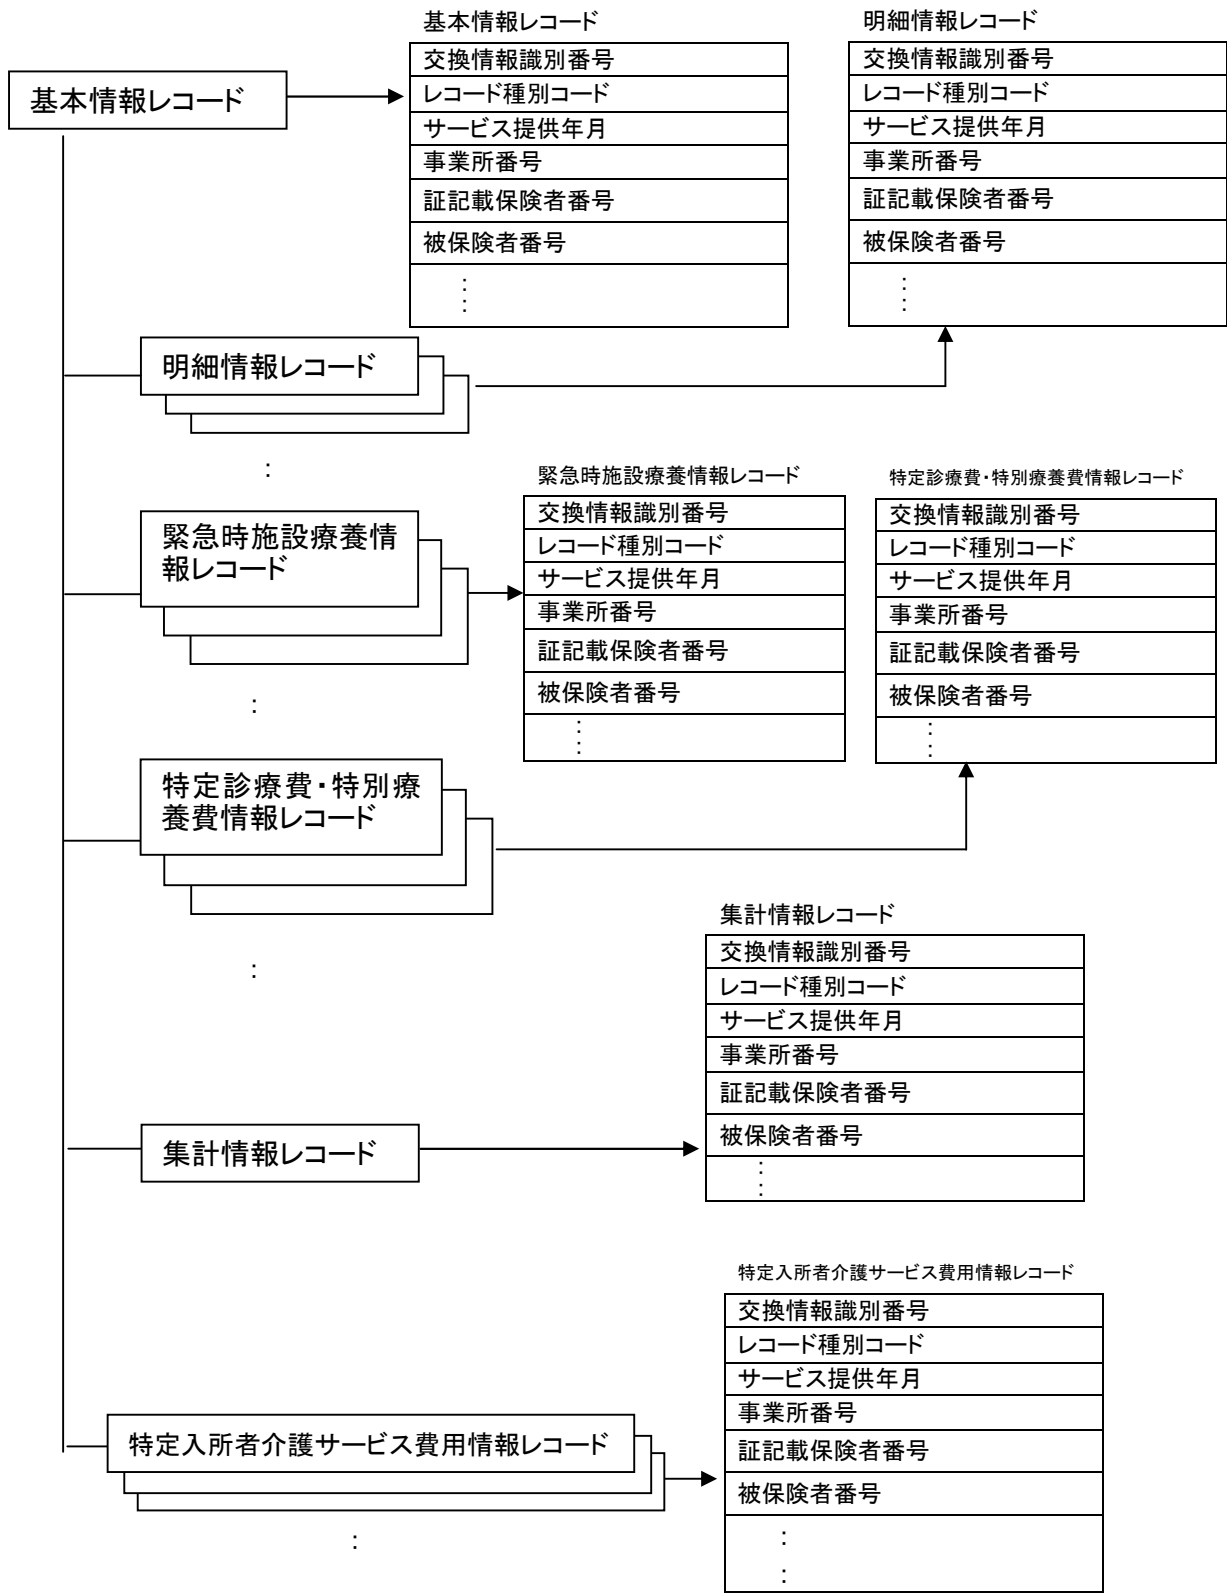 基本情報レコード
明細情報レコード
交換情報識別番号
レコード種別コード
サービス提供年月
事業所番号
証記載保険者番号
被保険者番号
:
:
交換情報識別番号
レコード種別コード
サービス提供年月
事業所番号
証記載保険者番号
被保険者番号
:
:
基本情報レコード
明細情報レコード
:
緊急時施設療養情報レコード
特定診療費・特別療養費情報レコード
緊急時施設療養情
報レコード
交換情報識別番号
レコード種別コード
サービス提供年月
事業所番号
証記載保険者番号
被保険者番号
:
:
交換情報識別番号
レコード種別コード
サービス提供年月
事業所番号
証記載保険者番号
被保険者番号
:
:
:
特定診療費・特別療
養費情報レコード
:
集計情報レコード
交換情報識別番号
レコード種別コード
サービス提供年月
事業所番号
証記載保険者番号
被保険者番号
:
:
集計情報レコード
特定入所者介護サービス費用情報レコード
交換情報識別番号
レコード種別コード
サービス提供年月
事業所番号
証記載保険者番号
被保険者番号
:
:
特定入所者介護サービス費用情報レコード
: